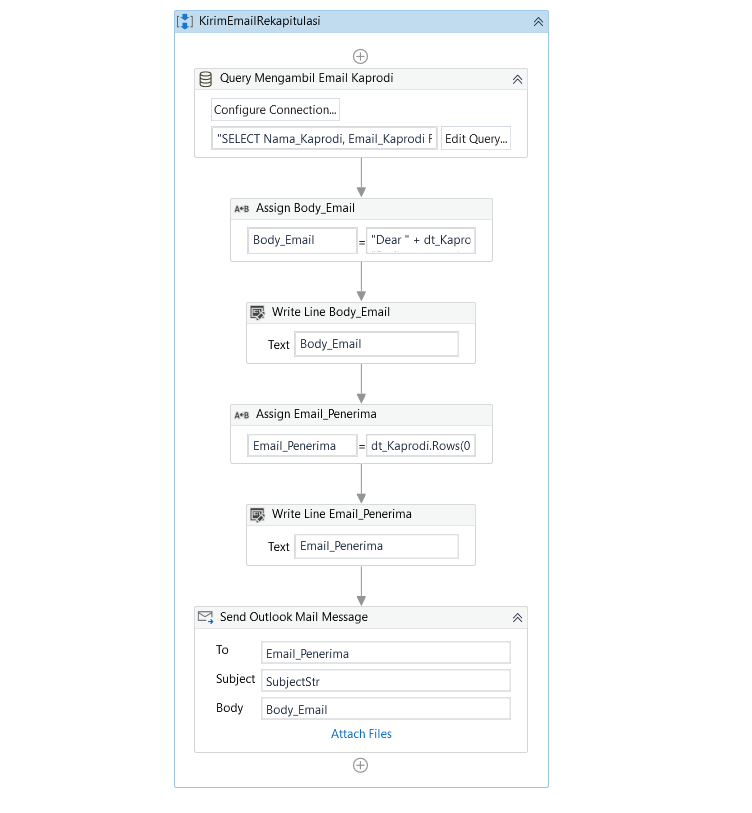 KirimEmailRekapitulasi
Query Mengambil Email Kaprodi
Configure Connection...
"SELECT Nama_Kaprodi, Email_Kaprodi F
Edit Query...
A+B Assign Body_Email
Body_Email = "Dear " + dt_Kapro
Write Line Body_Email
Text Body_Email
A+B Assign Email_Penerima
Email_Penerima = dt_Kaprodi.Rows(0
Write Line Email_Penerima
Text Email_Penerima
Send Outlook Mail Message
To Email_Penerima
Subject SubjectStr
Body Body_Email
Attach Files